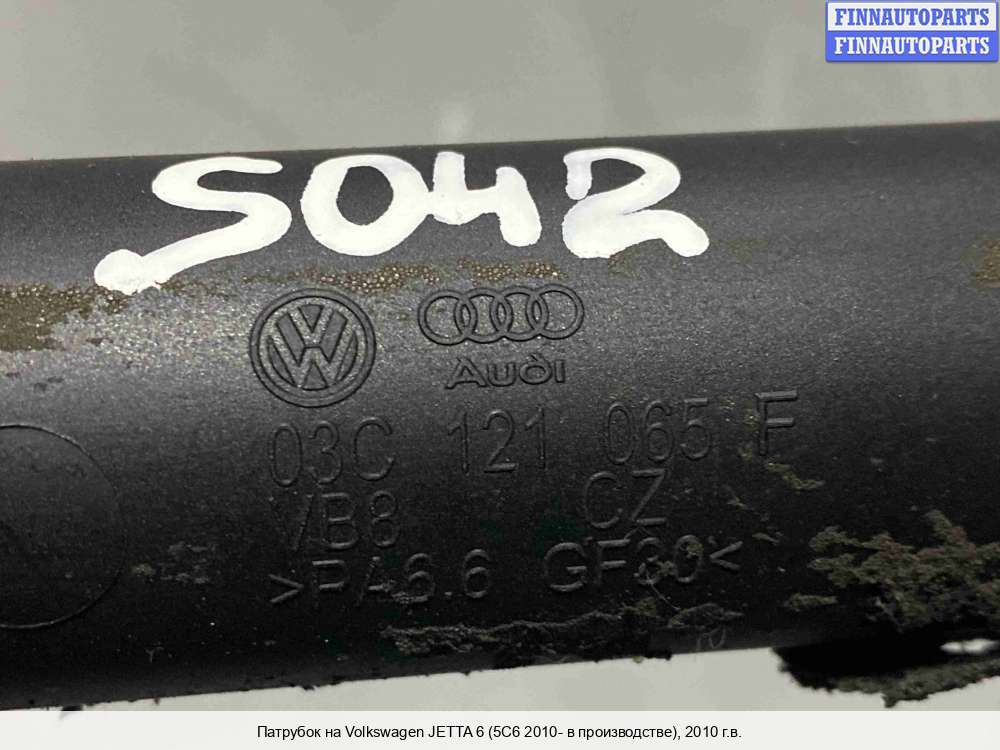 FINNAUTOPARTS
FINNAUTOPARTS
S042
Audi
03C 121 065 F
VB8 CZ
>PA6.6 GF30<
Патрубок на Volkswagen JETTA 6 (5C6 2010- в производстве), 2010 г.в.